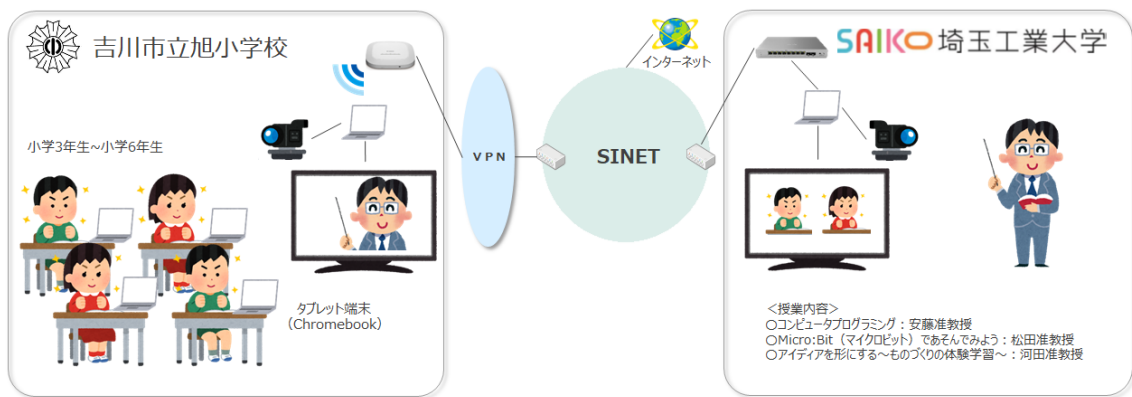 吉川市立旭小学校
小学3年生~小学6年生
タブレット端末
（Chromebook）
VPN
SINET
インターネット
SAIKO 埼玉工業大学
＜授業内容＞
〇コンピュータプログラミング：安藤准教授
〇Micro:Bit（マイクロビット）であそんでみよう：松田准教授
〇アイディアを形にする～ものづくりの体験学習～：河田准教授